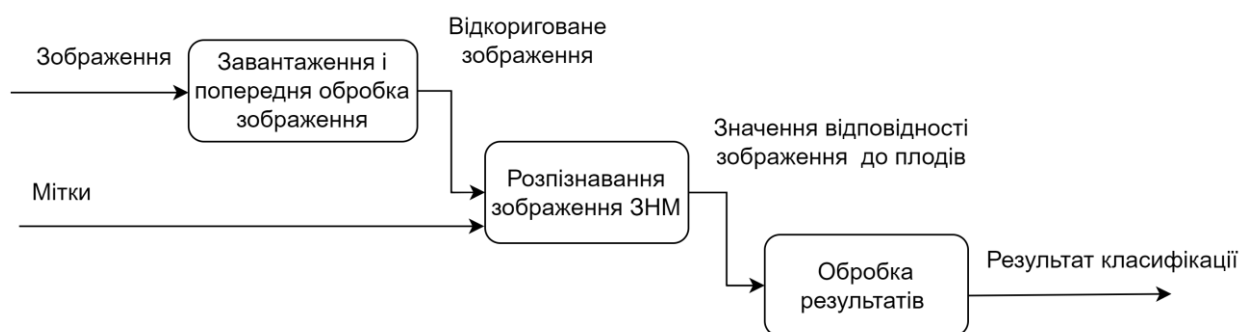 Зображення
Завантаження і
попередня обробка
зображення
Відкориговане
зображення
Мітки
Розпізнавання
зображення ЗНМ
Значення відповідності
зображення до плодів
Обробка
результатів
Результат класифікації